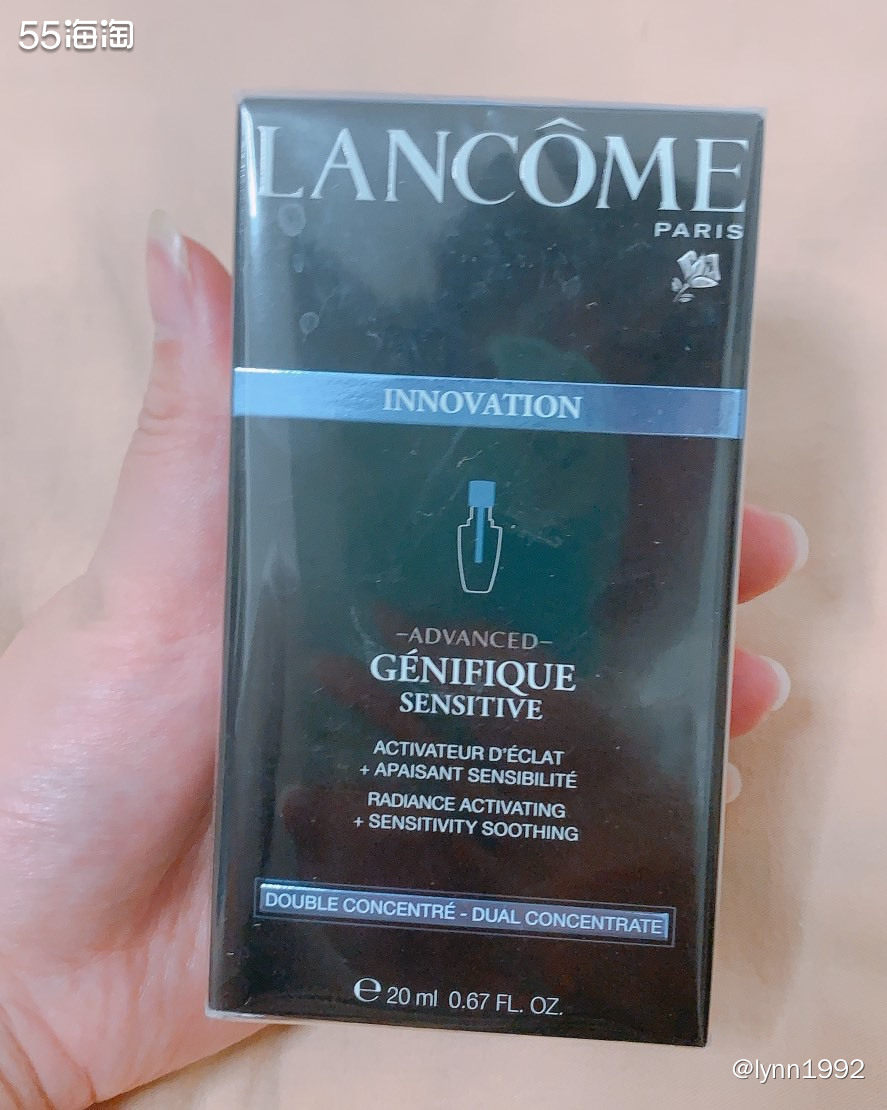 55海淘
LANCÔME
PARIS
INNOVATION
–ADVANCED–
GÉNIFIQUE
SENSITIVE
ACTIVATEUR D'ÉCLAT
+ APAISANT SENSIBILITÉ
RADIANCE ACTIVATING
+ SENSITIVITY SOOTHING
DOUBLE CONCENTRÉ - DUAL CONCENTRATE
℮ 20 ml 0.67 FL. OZ.
@lynn1992